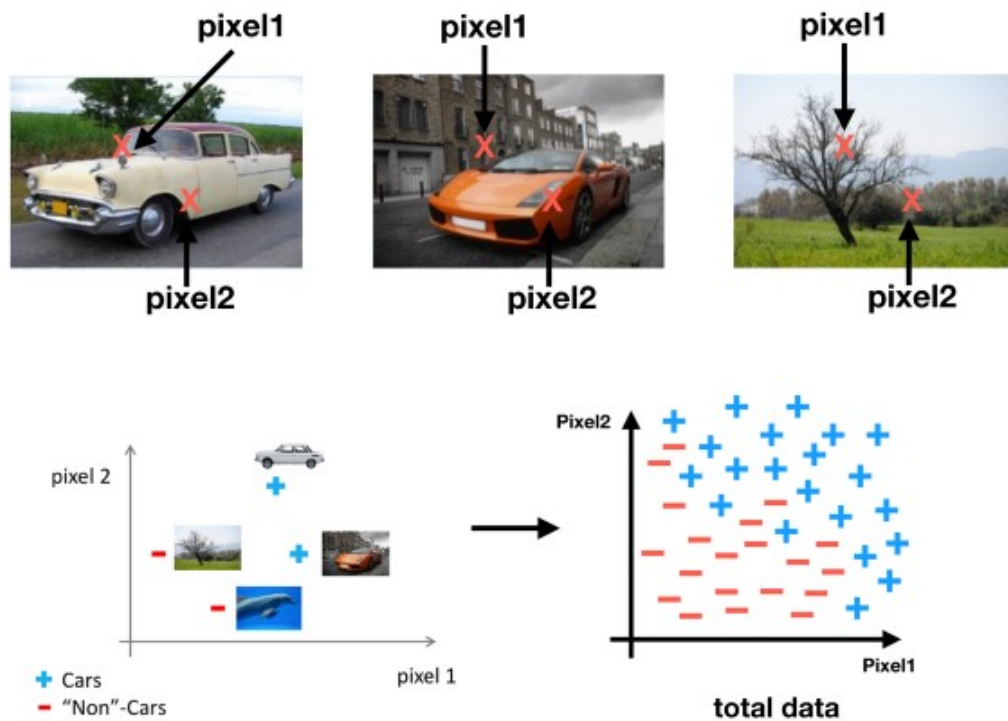 pixel1
pixel1
pixel1
X
X
X
X
X
X
pixel2
pixel2
pixel2
pixel 2
Pixel2
pixel 1
Pixel1
Cars
“Non”-Cars
total data